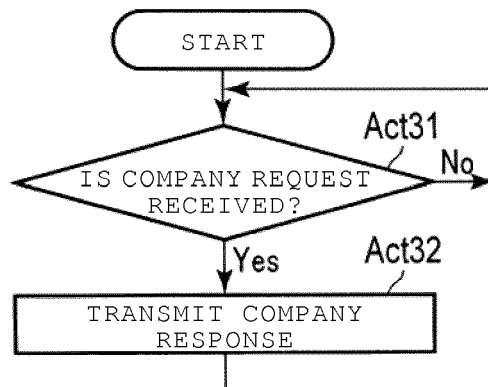 START
Act31
IS COMPANY REQUEST
RECEIVED?
No
Yes
Act32
TRANSMIT COMPANY
RESPONSE